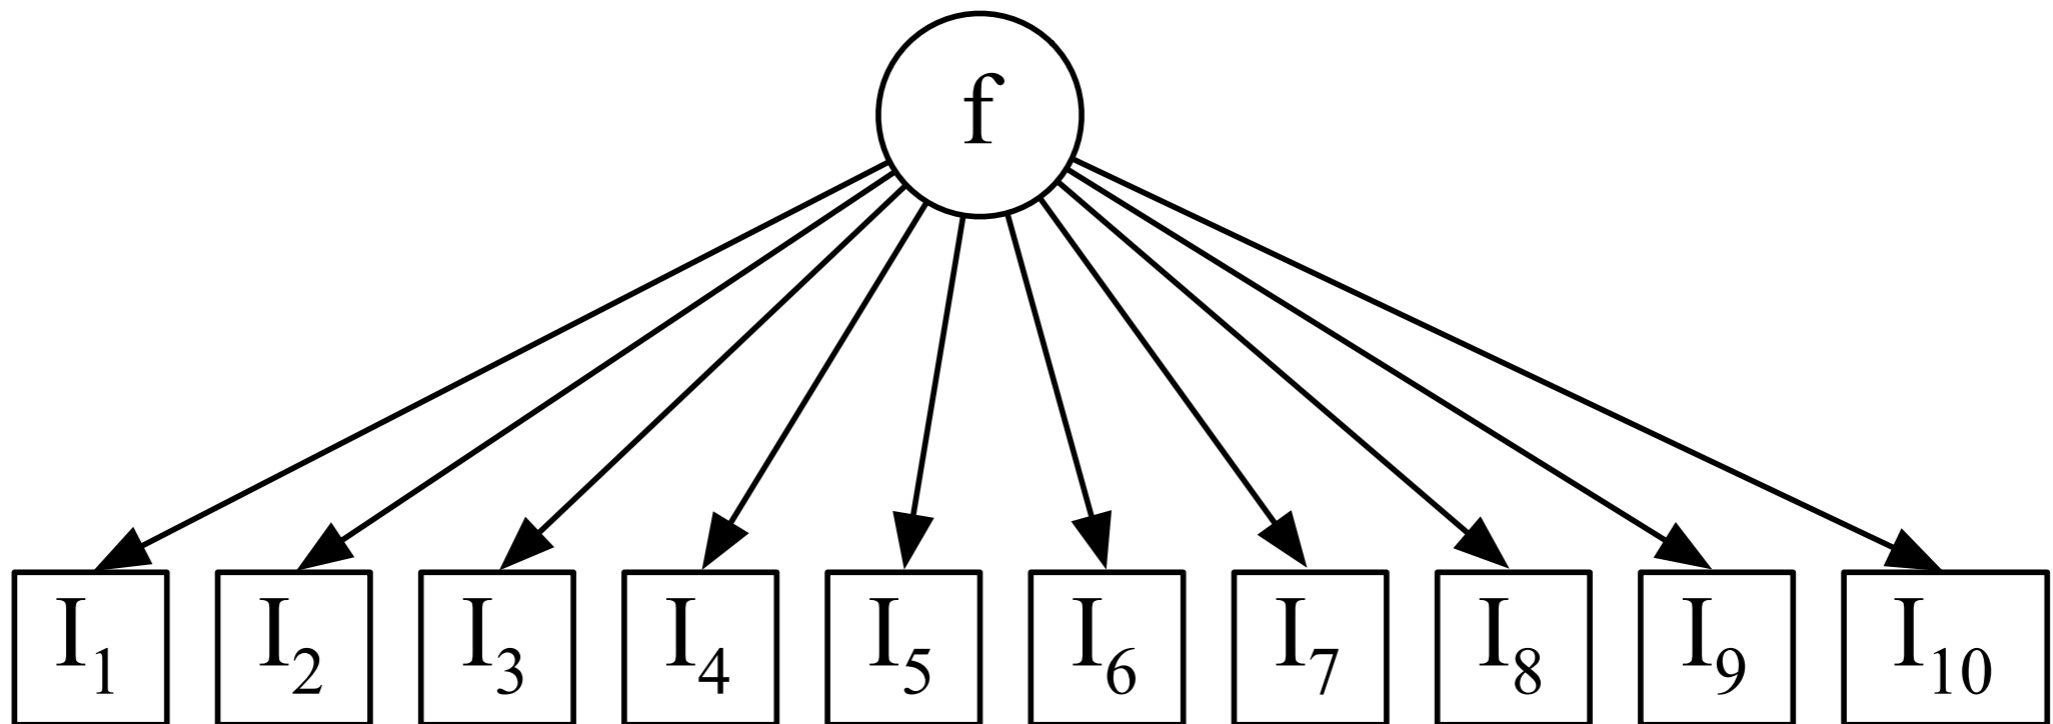 f
I₁ I₂ I₃ I₄ I₅ I₆ I₇ I₈ I₉ I₁₀